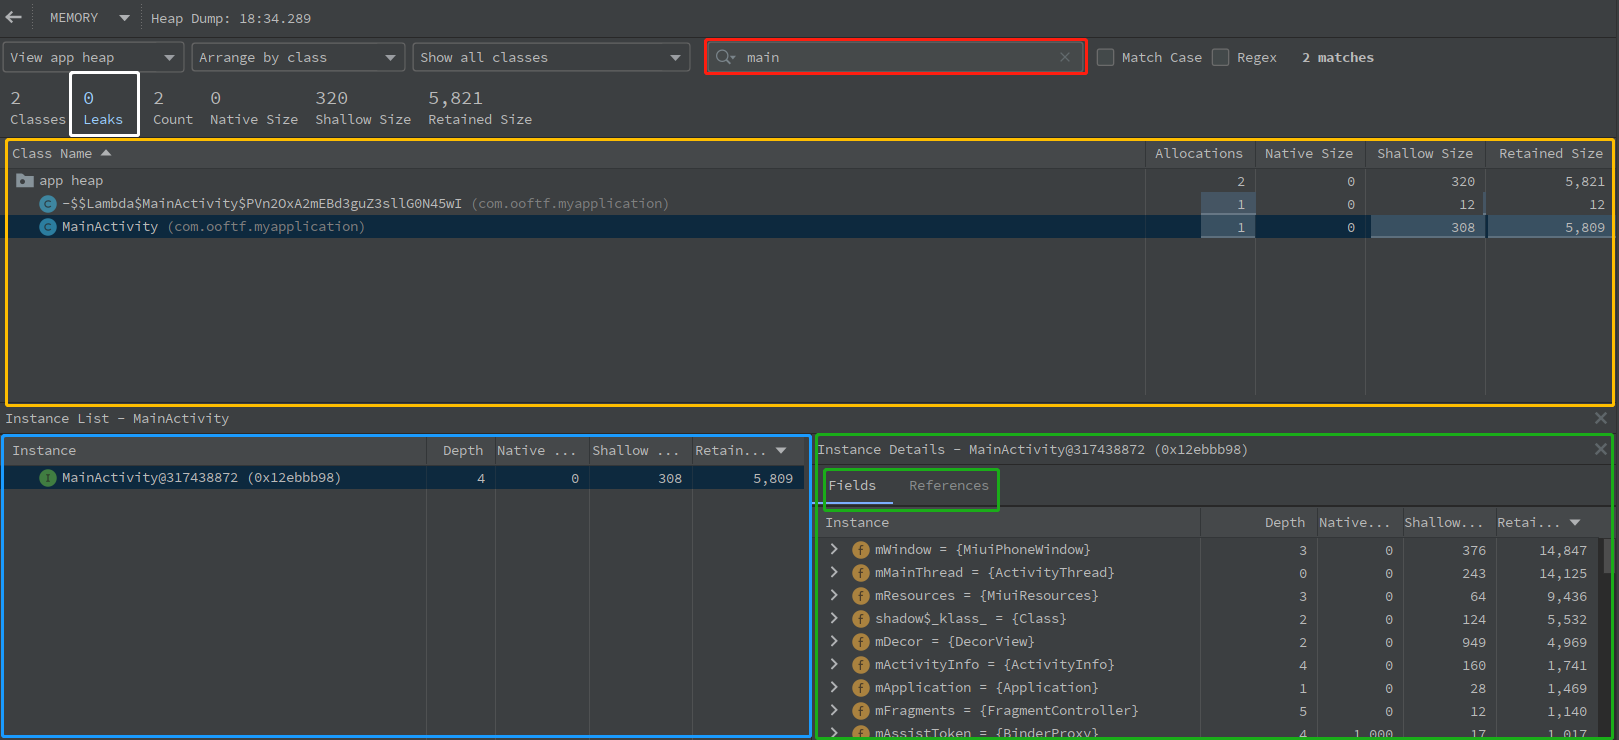 MEMORY Heap Dump: 18:34.289
View app heap Arrange by class Show all classes main Match Case Regex 2 matches
2 0 2 0 320 5,821
Classes Leaks Count Native Size Shallow Size Retained Size
Class Name Allocations Native Size Shallow Size Retained Size
app heap 2 0 320 5,821
-$$Lambda$MainActivity$PVn2OxA2mEBd3guZ3sllG0N45wI (com.ooftf.myapplication) 1 0 12 12
MainActivity (com.ooftf.myapplication) 1 0 308 5,809
Instance List - MainActivity
Instance Depth Native ... Shallow ... Retain...
MainActivity@317438872 (0x12ebbb98) 4 0 308 5,809
Instance Details - MainActivity@317438872 (0x12ebbb98)
Fields References
Instance Depth Native... Shallow... Retai...
mWindow = {MiuiPhoneWindow} 3 0 376 14,847
mMainThread = {ActivityThread} 0 0 243 14,125
mResources = {MiuiResources} 3 0 64 9,436
shadow$_klass_ = {Class} 2 0 124 5,532
mDecor = {DecorView} 2 0 949 4,969
mActivityInfo = {ActivityInfo} 4 0 160 1,741
mApplication = {Application} 1 0 28 1,469
mFragments = {FragmentController} 5 0 12 1,140
mAssistToken = {BinderProxy} 4 1,000 17 1,017